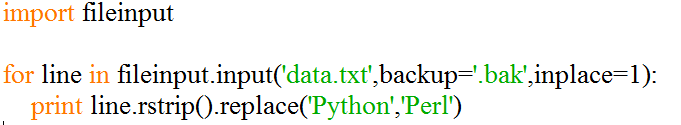 import fileinput
for line in fileinput.input('data.txt',backup='.bak',inplace=1):
    print line.rstrip().replace('Python','Perl')